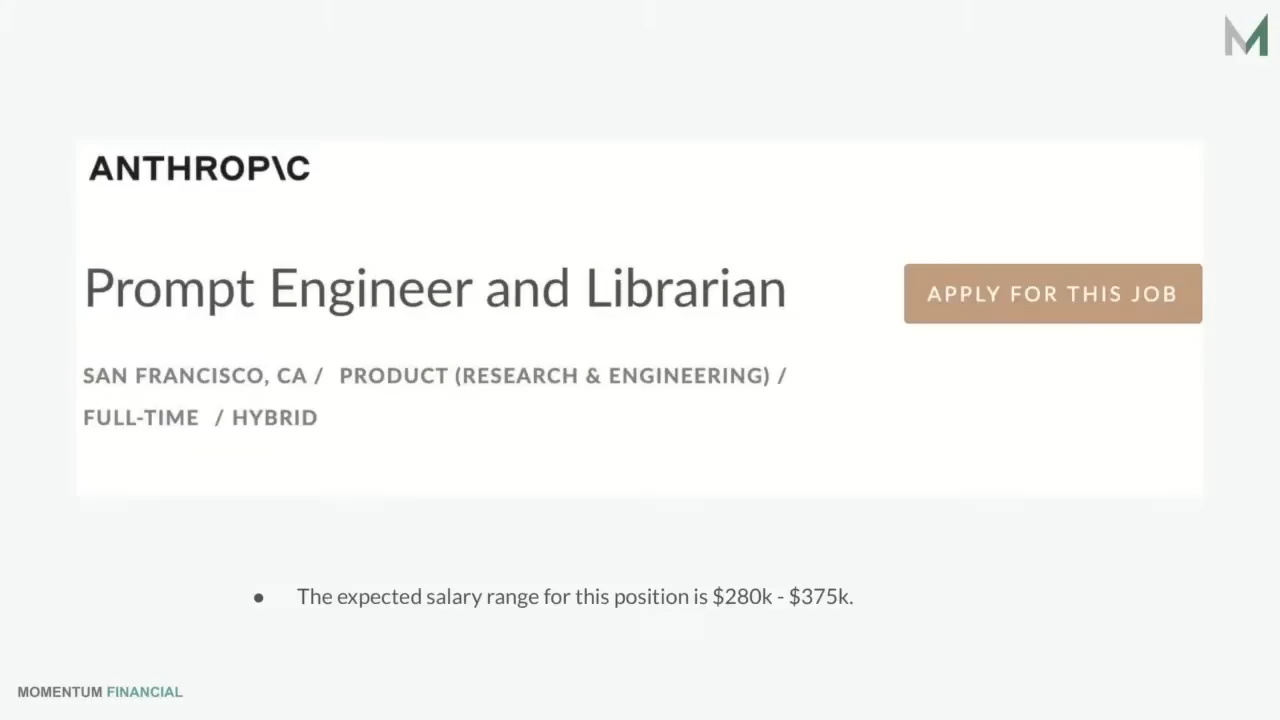 M
ANTHROP\C
Prompt Engineer and Librarian
APPLY FOR THIS JOB
SAN FRANCISCO, CA / PRODUCT (RESEARCH & ENGINEERING) /
FULL-TIME / HYBRID
● The expected salary range for this position is $280k - $375k.
MOMENTUM FINANCIAL